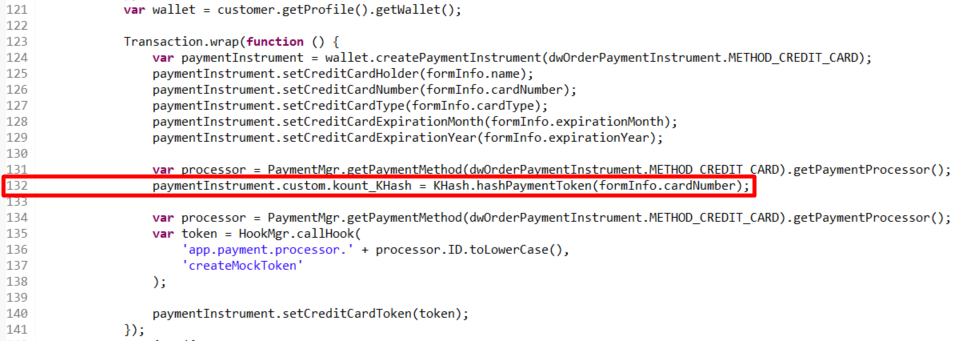 121 var wallet = customer.getProfile().getWallet();
122
123 Transaction.wrap(function () {
124 var paymentInstrument = wallet.createPaymentInstrument(dwOrderPaymentInstrument.METHOD_CREDIT_CARD);
125 paymentInstrument.setCreditCardHolder(formInfo.name);
126 paymentInstrument.setCreditCardNumber(formInfo.cardNumber);
127 paymentInstrument.setCreditCardType(formInfo.cardType);
128 paymentInstrument.setCreditCardExpirationMonth(formInfo.expirationMonth);
129 paymentInstrument.setCreditCardExpirationYear(formInfo.expirationYear);
130
131 var processor = PaymentMgr.getPaymentMethod(dwOrderPaymentInstrument.METHOD_CREDIT_CARD).getPaymentProcessor();
132 paymentInstrument.custom.kount_KHash = KHash.hashPaymentToken(formInfo.cardNumber);
133
134 var processor = PaymentMgr.getPaymentMethod(dwOrderPaymentInstrument.METHOD_CREDIT_CARD).getPaymentProcessor();
135 var token = HookMgr.callHook(
136 'app.payment.processor.' + processor.ID.toLowerCase(),
137 'createMockToken'
138 );
139
140 paymentInstrument.setCreditCardToken(token);
141 });